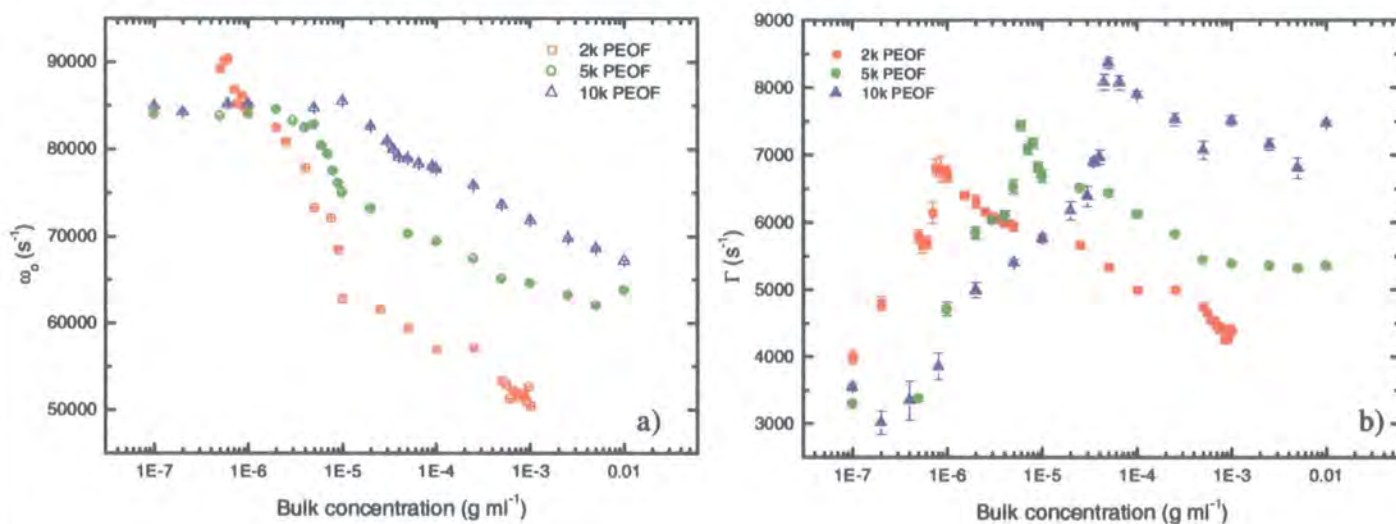 90000
80000
70000
60000
50000
ω₀ (s⁻¹)
2k PEOF
5k PEOF
10k PEOF
a)
1E-7 1E-6 1E-5 1E-4 1E-3 0.01
Bulk concentration (g ml⁻¹)
9000
8000
7000
6000
5000
4000
3000
Γ (s⁻¹)
2k PEOF
5k PEOF
10k PEOF
b)
1E-7 1E-6 1E-5 1E-4 1E-3 0.01
Bulk concentration (g ml⁻¹)